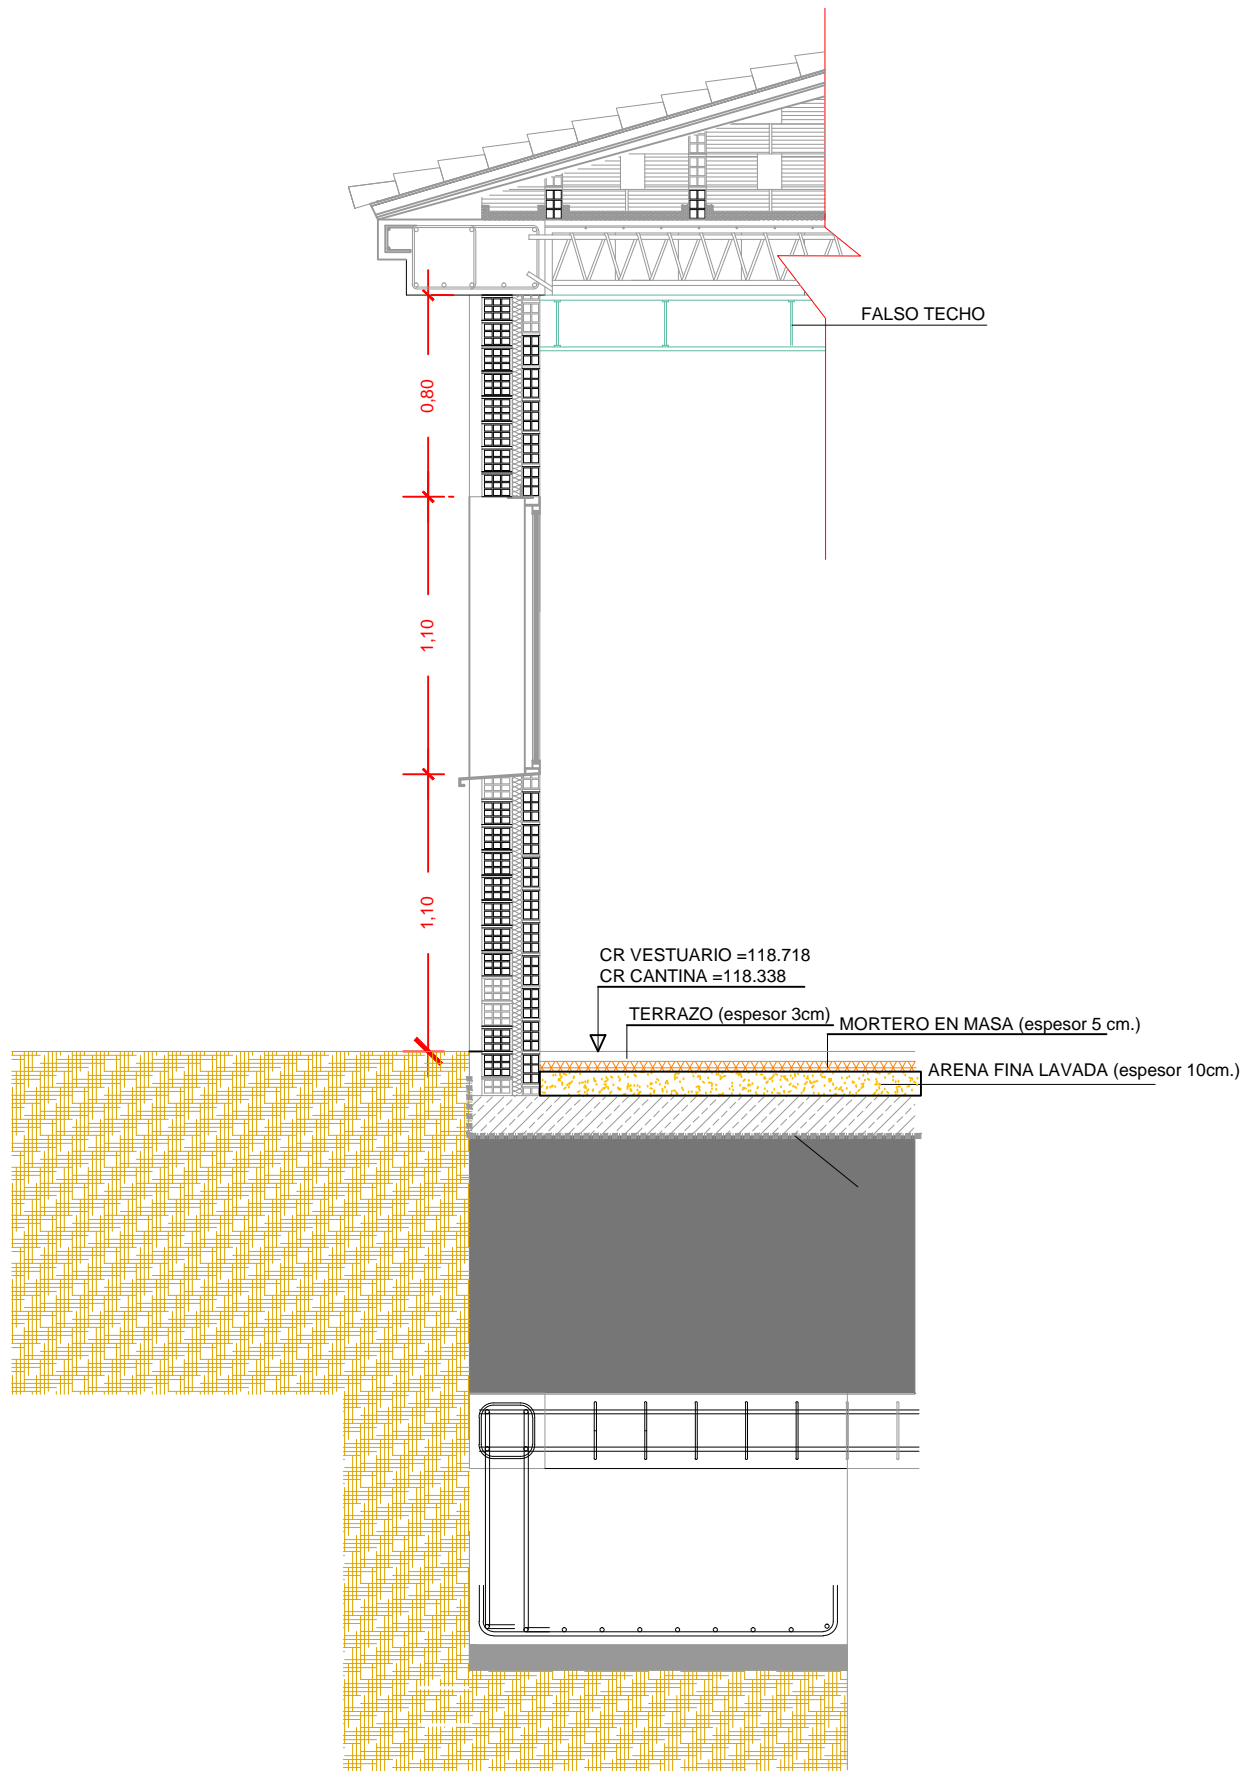 FALSO TECHO
0,80
1,10
1,10
CR VESTUARIO =118.718
CR CANTINA =118.338
TERRAZO (espesor 3cm)
MORTERO EN MASA (espesor 5 cm.)
ARENA FINA LAVADA (espesor 10cm.)